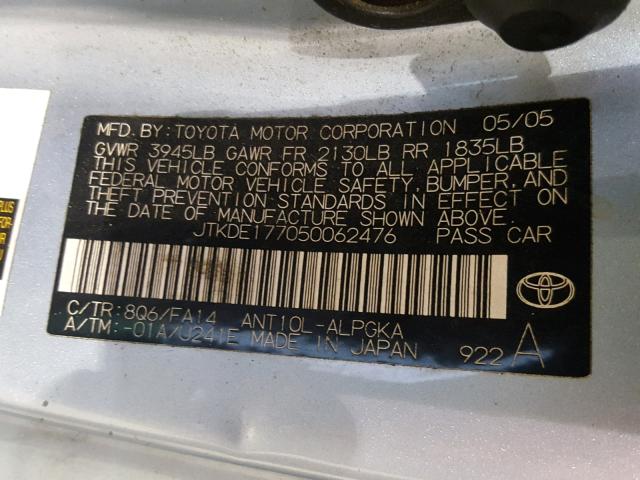 MFD. BY: TOYOTA MOTOR CORPORATION 05/05
GVWR 3945LB GAWR FR 2130LB RR 1835LB
THIS VEHICLE CONFORMS TO ALL APPLICABLE
FEDERAL MOTOR VEHICLE SAFETY, BUMPER, AND
THEFT PREVENTION STANDARDS IN EFFECT ON
THE DATE OF MANUFACTURE SHOWN ABOVE.
JTKDE177050062476 PASS CAR
C/TR: 8Q6/FA14 ANT10L-ALPGKA
A/TM: -01A/U241E MADE IN JAPAN 922 A
PLUS